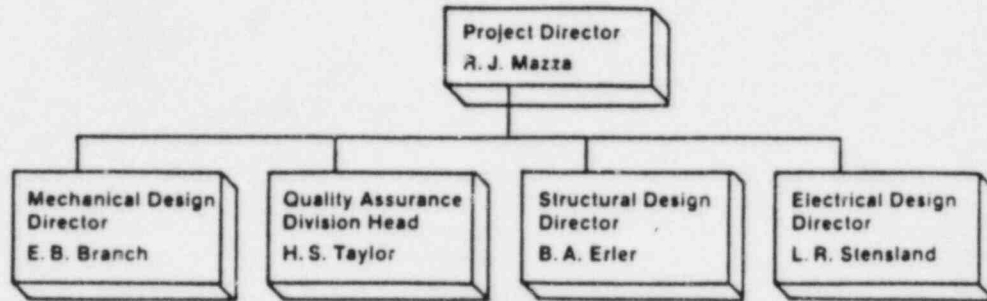 Project Director
R. J. Mazza
Mechanical Design
Director
E. B. Branch
Quality Assurance
Division Head
H. S. Taylor
Structural Design
Director
B. A. Erler
Electrical Design
Director
L. R. Stensland